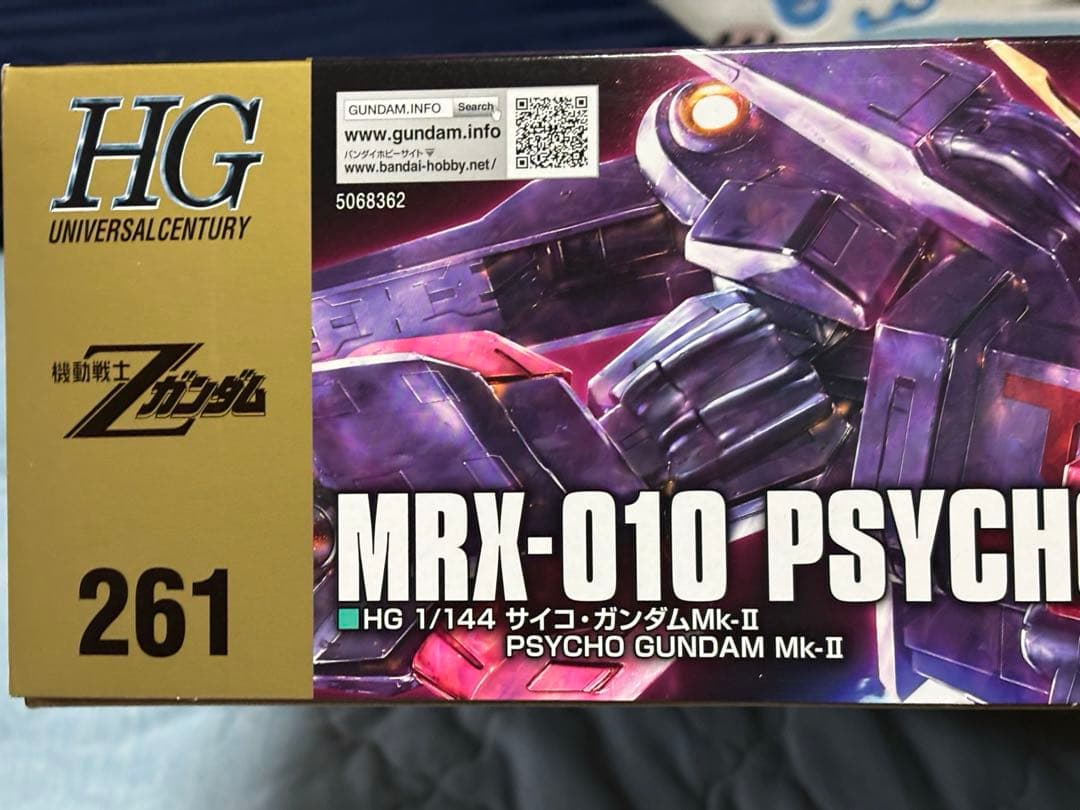 HG
UNIVERSAL CENTURY
機動戦士Zガンダム
261
GUNDAM.INFO Search
www.gundam.info
バンダイホビーサイト▼
www.bandai-hobby.net/
5068362
MRX-010 PSYCHO
■HG 1/144 サイコ・ガンダムMk-II
PSYCHO GUNDAM Mk-II